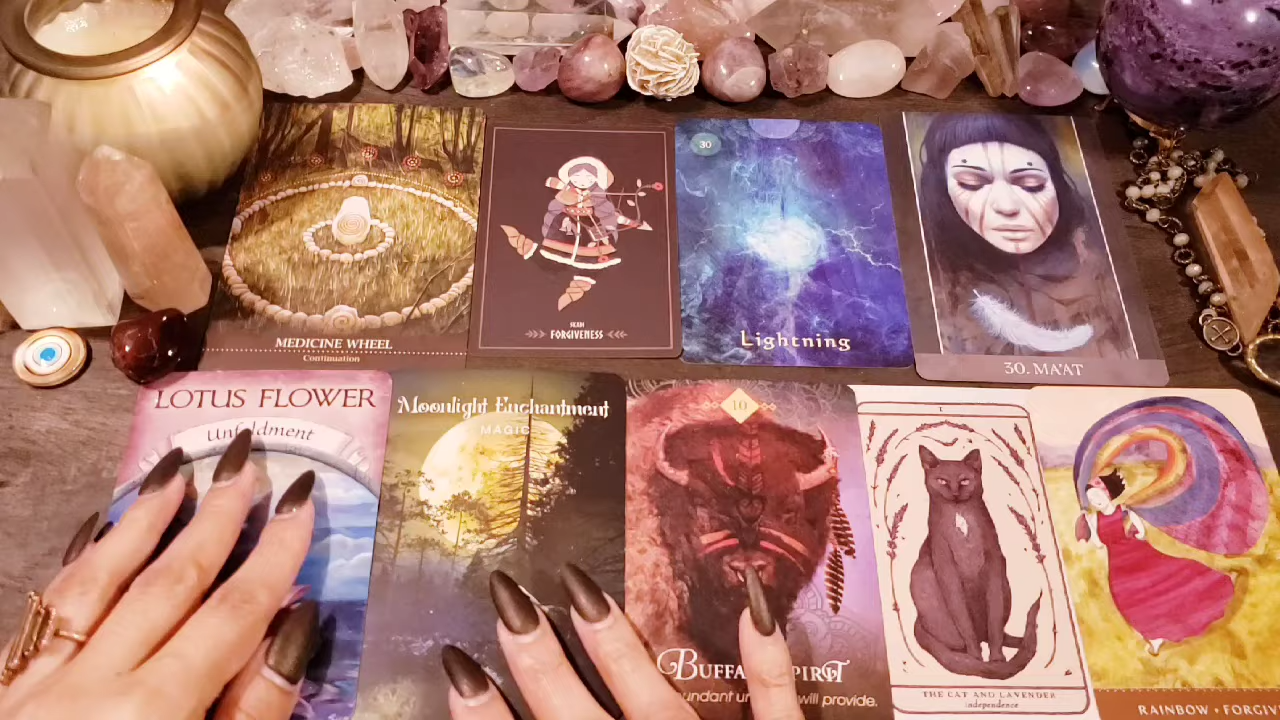 MEDICINE WHEEL
Continuation
SKADI
FORGIVENESS
30
Lightning
30. MA'AT
LOTUS FLOWER
Unfoldment
Moonlight Enchantment
MAGIC
10
BUFFALO SPIRIT
will provide.
I
THE CAT AND LAVENDER
independence
RAINBOW • FORGIV